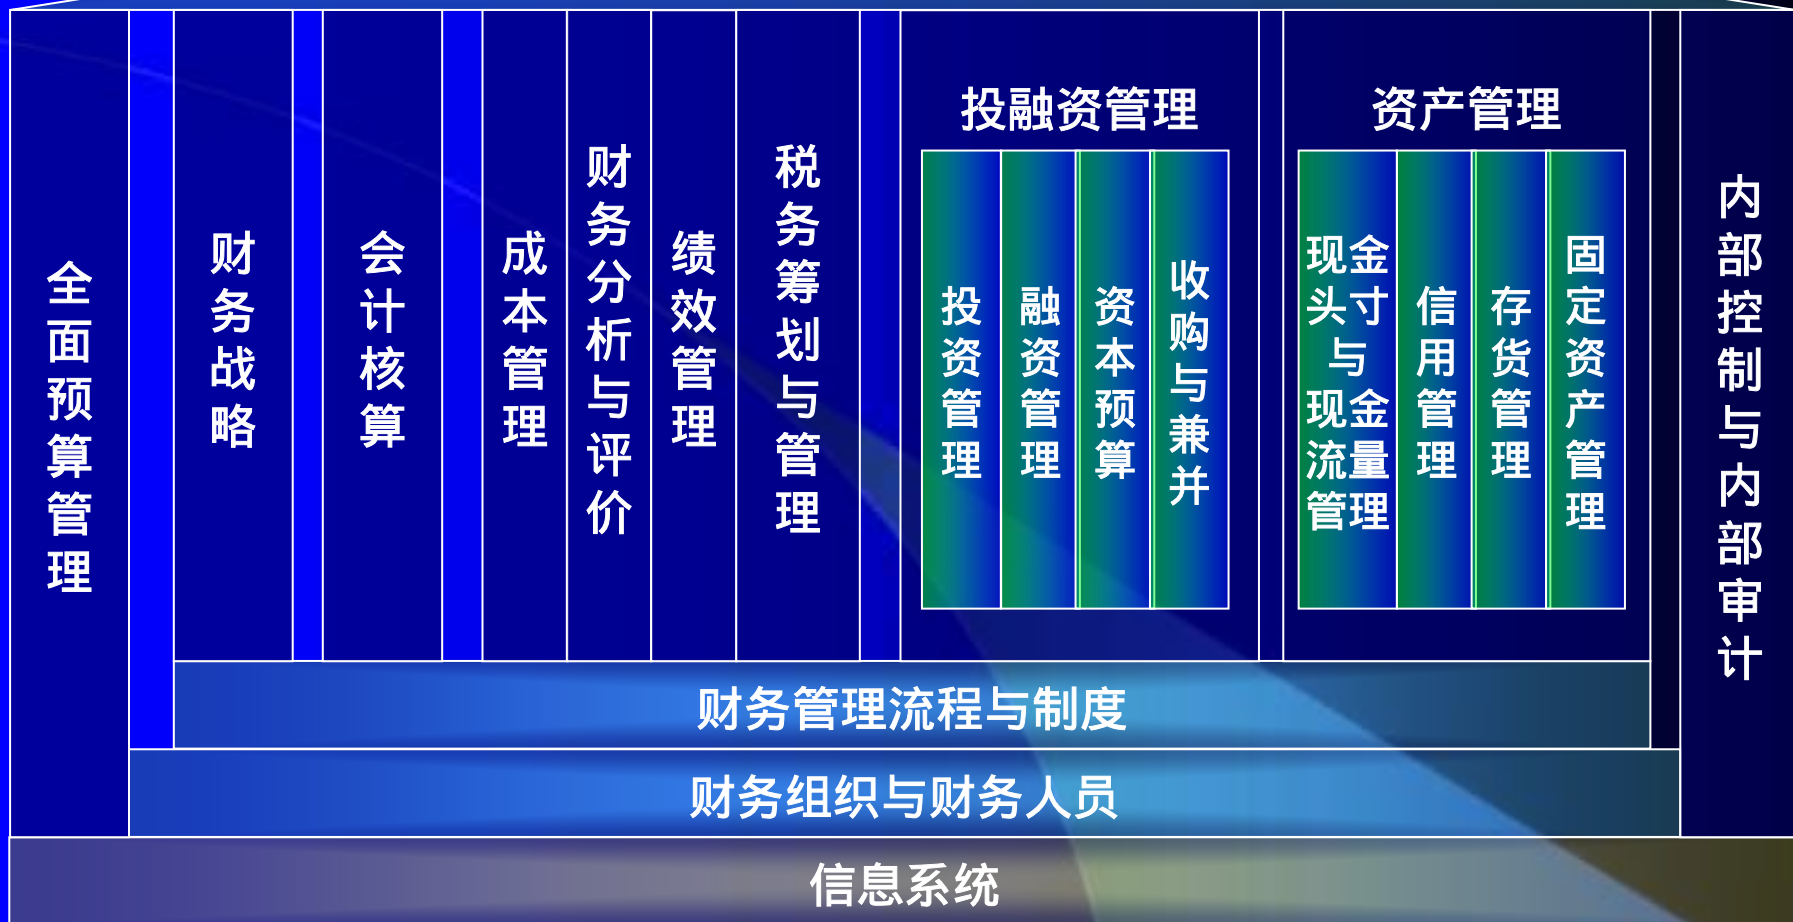 全面预算管理
财务战略
会计核算
成本管理
财务分析与评价
绩效管理
税务筹划与管理
投融资管理
投资管理
融资管理
资本预算
收购与兼并
资产管理
现金
头寸
与
现金
流量
管理
信用管理
存货管理
固定资产管理
内部控制与内部审计
财务管理流程与制度
财务组织与财务人员
信息系统